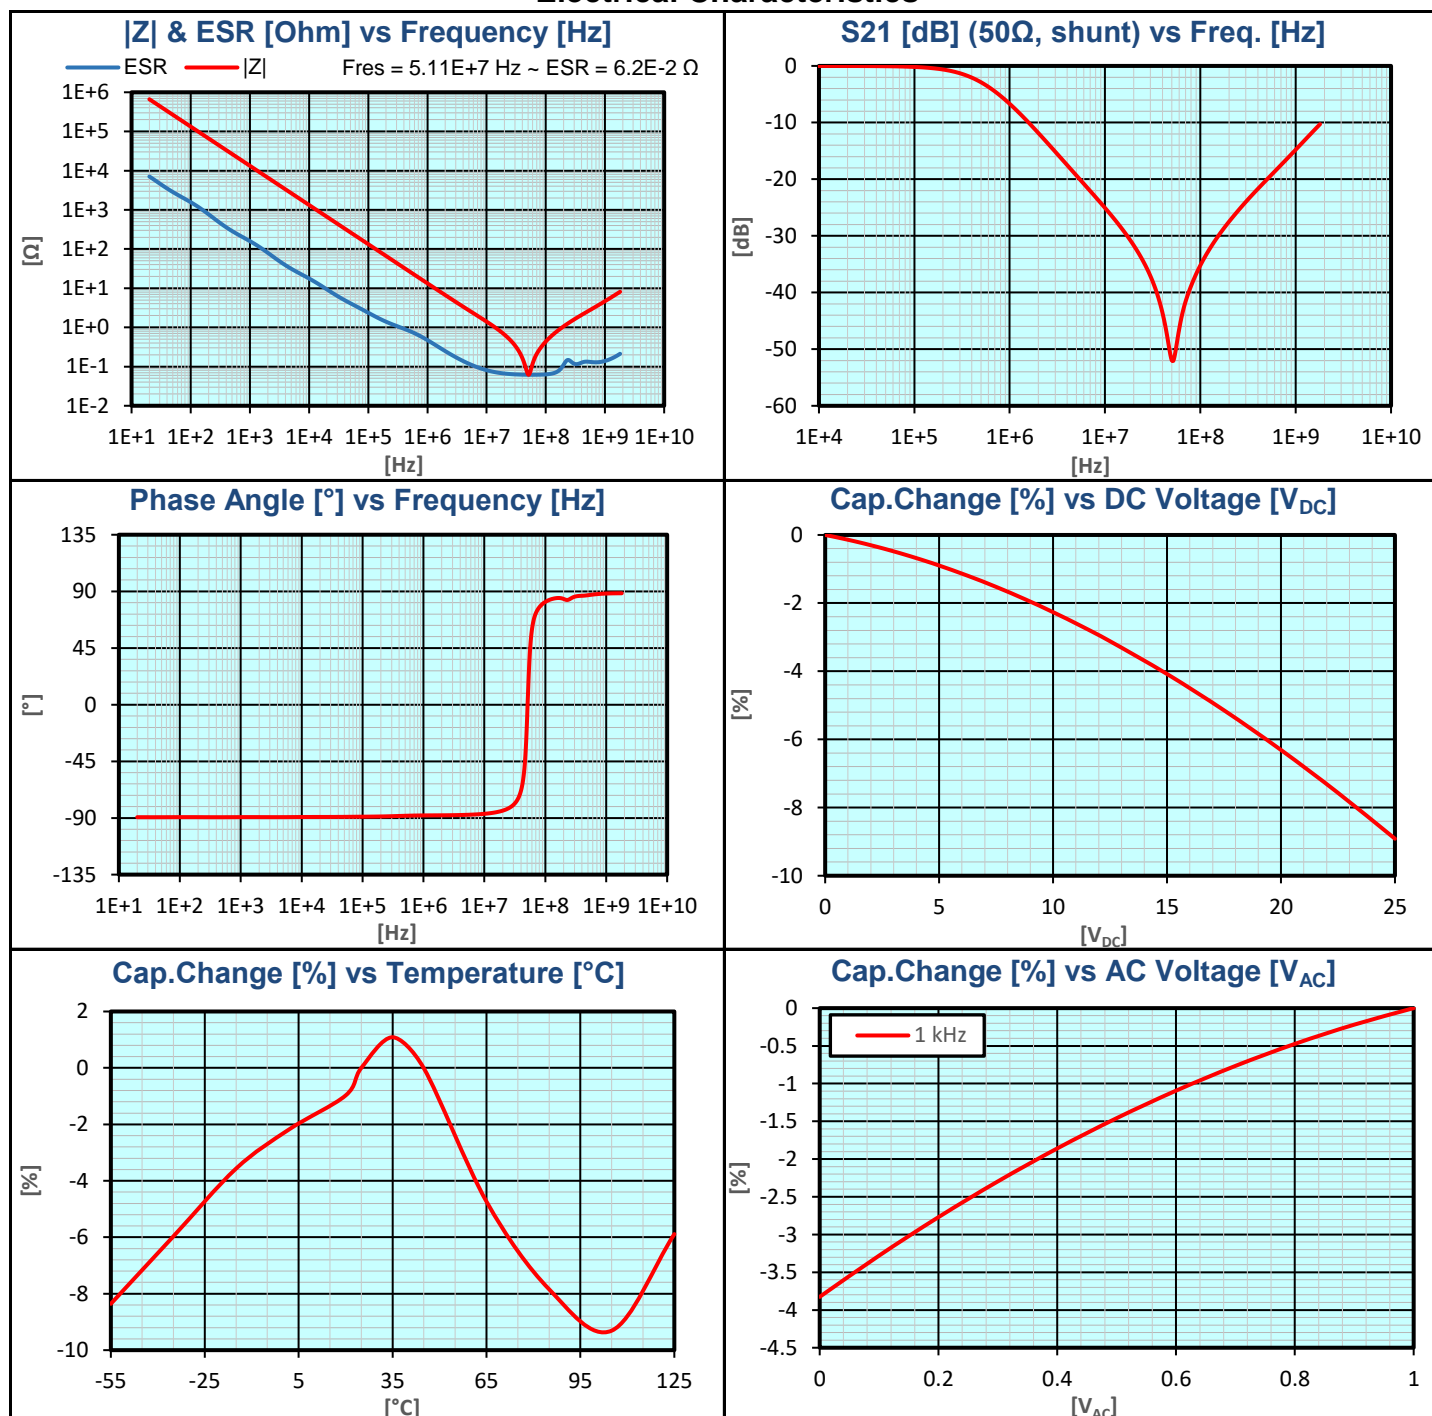 Electrical Characteristics
|Z| & ESR [Ohm] vs Frequency [Hz]
ESR |Z| Fres = 5.11E+7 Hz ~ ESR = 6.2E-2 Ω
1E+6
1E+5
1E+4
1E+3
1E+2
1E+1
1E+0
1E-1
1E-2
[Ω]
1E+1 1E+2 1E+3 1E+4 1E+5 1E+6 1E+7 1E+8 1E+9 1E+10
[Hz]
S21 [dB] (50Ω, shunt) vs Freq. [Hz]
0
-10
-20
-30
-40
-50
-60
[dB]
1E+4 1E+5 1E+6 1E+7 1E+8 1E+9 1E+10
[Hz]
Phase Angle [°] vs Frequency [Hz]
135
90
45
0
-45
-90
-135
[°]
1E+1 1E+2 1E+3 1E+4 1E+5 1E+6 1E+7 1E+8 1E+9 1E+10
[Hz]
Cap.Change [%] vs DC Voltage [VDC]
0
-2
-4
-6
-8
-10
[%]
0 5 10 15 20 25
[VDC]
Cap.Change [%] vs Temperature [°C]
2
0
-2
-4
-6
-8
-10
[%]
-55 -25 5 35 65 95 125
[°C]
Cap.Change [%] vs AC Voltage [VAC]
1 kHz
0
-0.5
-1
-1.5
-2
-2.5
-3
-3.5
-4
-4.5
[%]
0 0.2 0.4 0.6 0.8 1
[VAC]